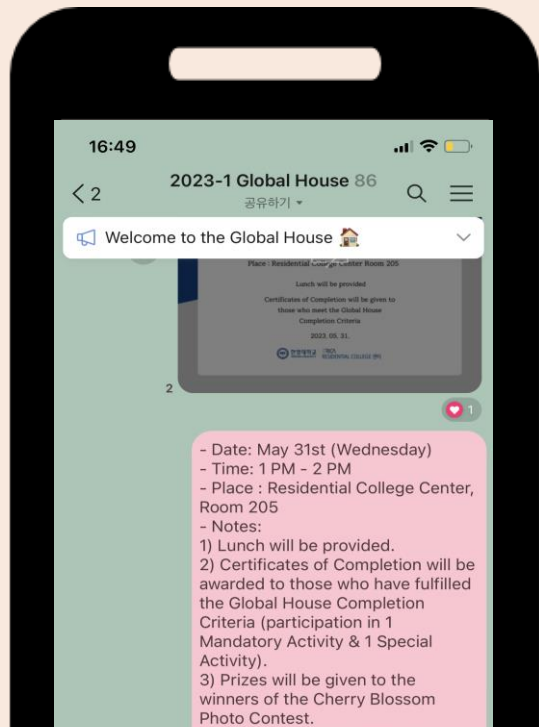 16:49
2 2023-1 Global House 86
공유하기
Welcome to the Global House
Place : Residential College Center Room 205
Lunch will be provided
Certificates of Completion will be given to
those who meet the Global House
Completion Criteria
2023. 05. 31.
RESIDENTIAL COLLEGE
2
1
- Date: May 31st (Wednesday)
- Time: 1 PM - 2 PM
- Place : Residential College Center,
Room 205
- Notes:
1) Lunch will be provided.
2) Certificates of Completion will be
awarded to those who have fulfilled
the Global House Completion
Criteria (participation in 1
Mandatory Activity & 1 Special
Activity).
3) Prizes will be given to the
winners of the Cherry Blossom
Photo Contest.